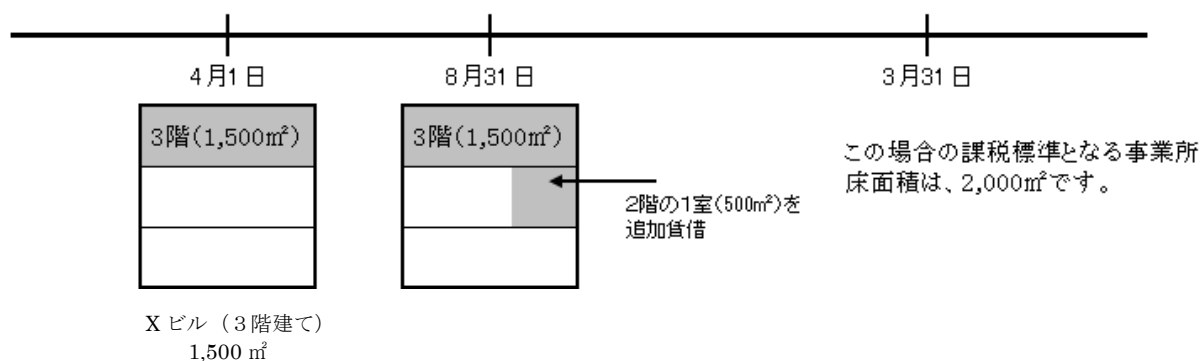 4月1日
8月31日
3月31日
3階(1,500㎡)
3階(1,500㎡)
この場合の課税標準となる事業所
床面積は、2,000㎡です。
2階の1室(500㎡)を
追加賃借
Xビル（３階建て）
1,500 ㎡